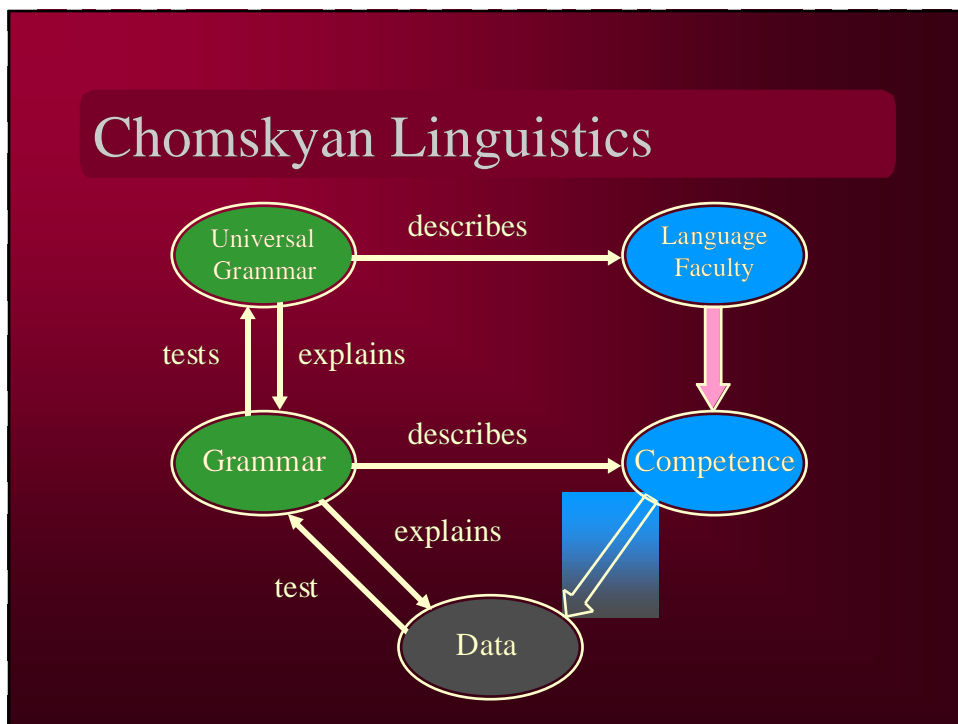 Chomskyan Linguistics
describes
Universal
Grammar
Language
Faculty
tests
explains
describes
Grammar
Competence
explains
test
Data